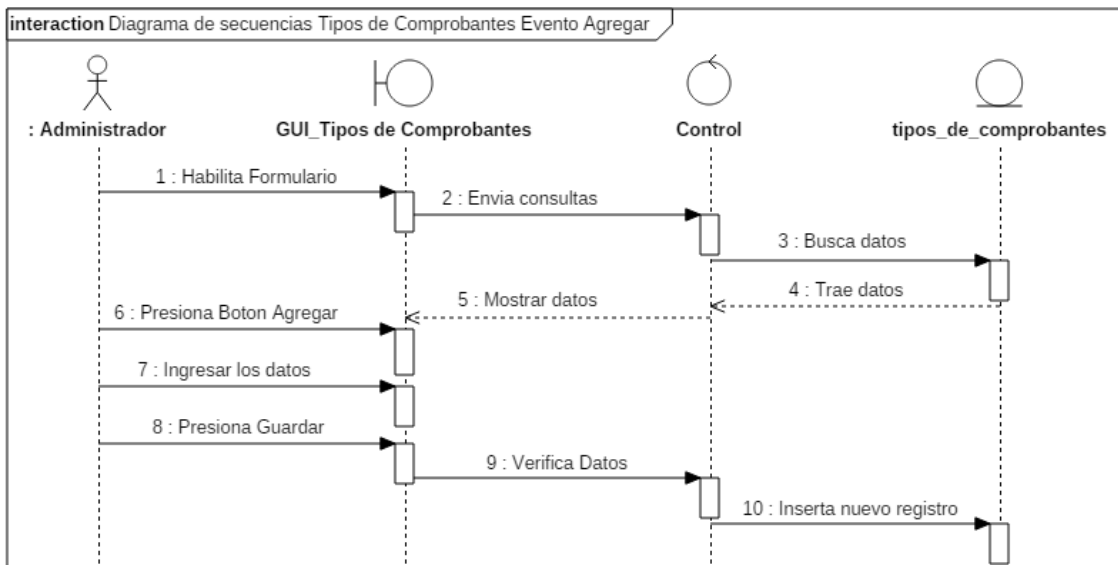 interaction Diagrama de secuencias Tipos de Comprobantes Evento Agregar
: Administrador
GUI_Tipos de Comprobantes
Control
tipos_de_comprobantes
1 : Habilita Formulario
2 : Envia consultas
3 : Busca datos
4 : Trae datos
5 : Mostrar datos
6 : Presiona Boton Agregar
7 : Ingresar los datos
8 : Presiona Guardar
9 : Verifica Datos
10 : Inserta nuevo registro